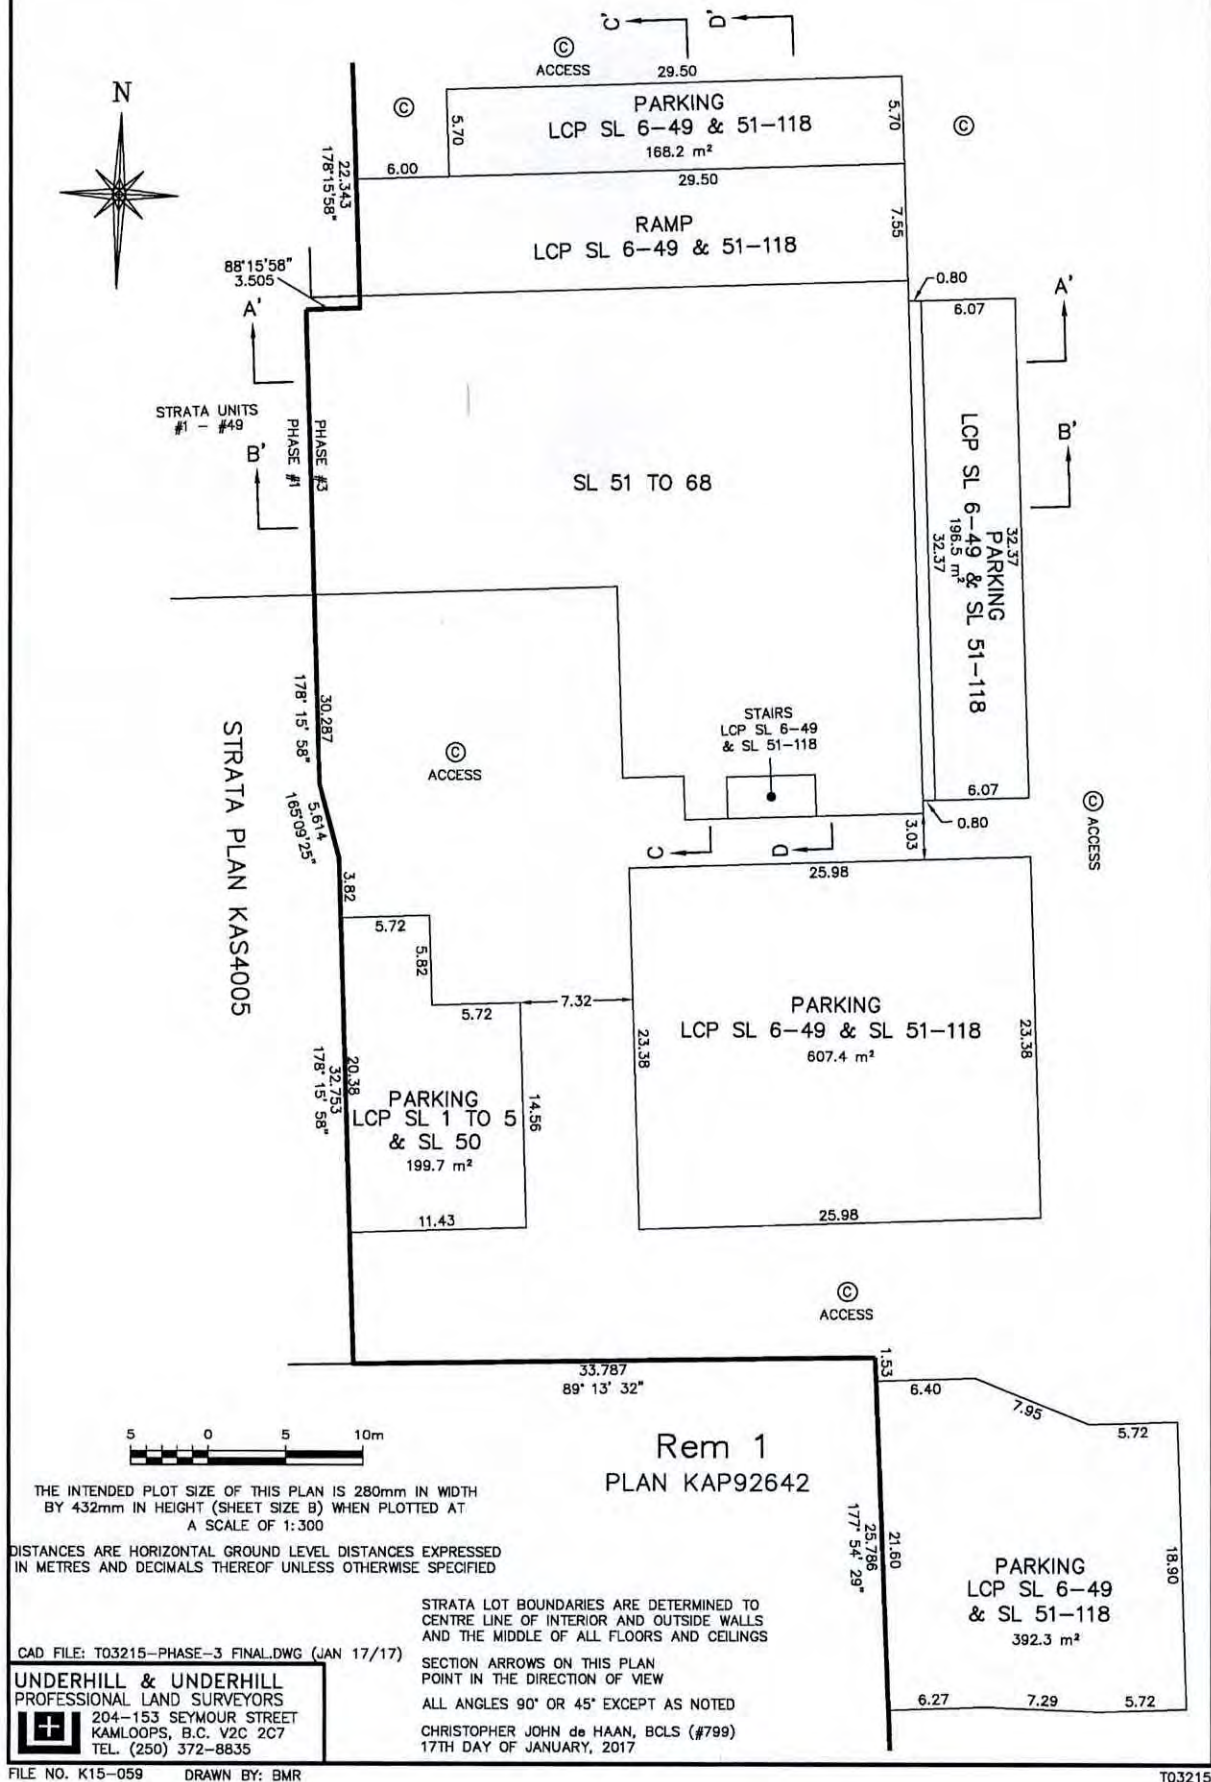 C'
D'
Ⓒ
ACCESS
29.50
N
Ⓒ
5.70
PARKING
LCP SL 6-49 & 51-118
168.2 m²
5.70
Ⓒ
22.343
178°15'58"
6.00
29.50
RAMP
LCP SL 6-49 & 51-118
7.55
88°15'58"
3.505
0.80
A'
6.07
A'
STRATA UNITS
#1 - #49
B'
PHASE #1
PHASE #3
SL 51 TO 68
PARKING
LCP SL 6-49 & SL 51-118
196.5 m²
32.37
32.37
B'
30.287
178° 15' 58"
STAIRS
LCP SL 6-49
& SL 51-118
Ⓒ
ACCESS
6.07
0.80
Ⓒ ACCESS
STRATA PLAN KAS4005
5.614
165°09'25"
3.82
C
D
3.03
25.98
5.72
5.82
5.72
7.32
PARKING
LCP SL 6-49 & SL 51-118
607.4 m²
23.38
23.38
20.38
32.753
178° 15' 58"
PARKING
LCP SL 1 TO 5
& SL 50
199.7 m²
14.56
11.43
25.98
Ⓒ
ACCESS
33.787
89° 13' 32"
1.53
6.40
7.95
5.72
5 0 5 10m
Rem 1
PLAN KAP92642
THE INTENDED PLOT SIZE OF THIS PLAN IS 280mm IN WIDTH
BY 432mm IN HEIGHT (SHEET SIZE B) WHEN PLOTTED AT
A SCALE OF 1:300
DISTANCES ARE HORIZONTAL GROUND LEVEL DISTANCES EXPRESSED
IN METRES AND DECIMALS THEREOF UNLESS OTHERWISE SPECIFIED
21.60
25.786
177° 54' 29"
18.90
PARKING
LCP SL 6-49
& SL 51-118
392.3 m²
6.27
7.29
5.72
STRATA LOT BOUNDARIES ARE DETERMINED TO
CENTRE LINE OF INTERIOR AND OUTSIDE WALLS
AND THE MIDDLE OF ALL FLOORS AND CEILINGS
SECTION ARROWS ON THIS PLAN
POINT IN THE DIRECTION OF VIEW
ALL ANGLES 90° OR 45° EXCEPT AS NOTED
CHRISTOPHER JOHN de HAAN, BCLS (#799)
17TH DAY OF JANUARY, 2017
CAD FILE: T03215-PHASE-3 FINAL.DWG (JAN 17/17)
UNDERHILL & UNDERHILL
PROFESSIONAL LAND SURVEYORS
204-153 SEYMOUR STREET
KAMLOOPS, B.C. V2C 2C7
TEL. (250) 372-8835
FILE NO. K15-059 DRAWN BY: BMR
T03215